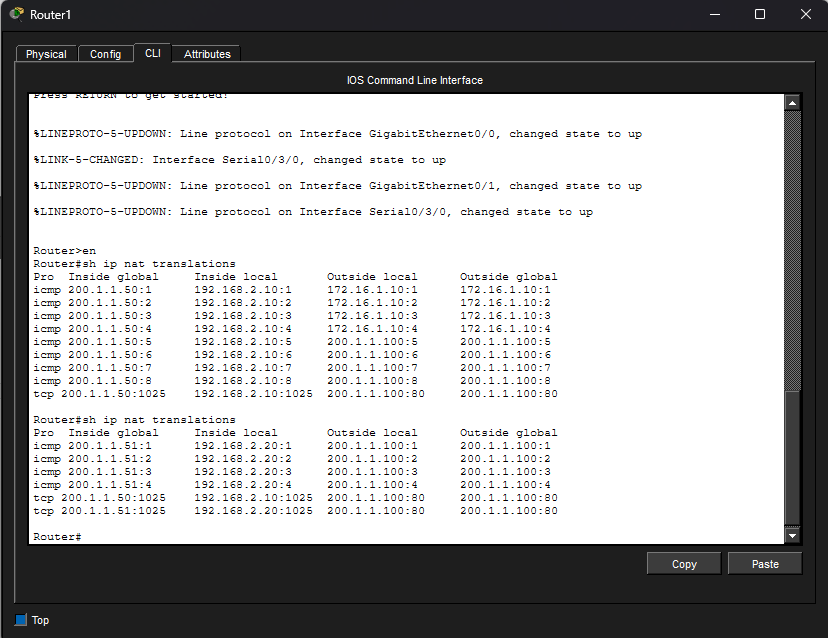 Router1
Physical Config CLI Attributes
IOS Command Line Interface
Press RETURN to get started!
%LINEPROTO-5-UPDOWN: Line protocol on Interface GigabitEthernet0/0, changed state to up
%LINK-5-CHANGED: Interface Serial0/3/0, changed state to up
%LINEPROTO-5-UPDOWN: Line protocol on Interface GigabitEthernet0/1, changed state to up
%LINEPROTO-5-UPDOWN: Line protocol on Interface Serial0/3/0, changed state to up
Router>en
Router#sh ip nat translations
Pro  Inside global     Inside local       Outside local      Outside global
icmp 200.1.1.50:1      192.168.2.10:1     172.16.1.10:1      172.16.1.10:1
icmp 200.1.1.50:2      192.168.2.10:2     172.16.1.10:2      172.16.1.10:2
icmp 200.1.1.50:3      192.168.2.10:3     172.16.1.10:3      172.16.1.10:3
icmp 200.1.1.50:4      192.168.2.10:4     172.16.1.10:4      172.16.1.10:4
icmp 200.1.1.50:5      192.168.2.10:5     200.1.1.100:5      200.1.1.100:5
icmp 200.1.1.50:6      192.168.2.10:6     200.1.1.100:6      200.1.1.100:6
icmp 200.1.1.50:7      192.168.2.10:7     200.1.1.100:7      200.1.1.100:7
icmp 200.1.1.50:8      192.168.2.10:8     200.1.1.100:8      200.1.1.100:8
tcp 200.1.1.50:1025    192.168.2.10:1025  200.1.1.100:80     200.1.1.100:80
Router#sh ip nat translations
Pro  Inside global     Inside local       Outside local      Outside global
icmp 200.1.1.51:1      192.168.2.20:1     200.1.1.100:1      200.1.1.100:1
icmp 200.1.1.51:2      192.168.2.20:2     200.1.1.100:2      200.1.1.100:2
icmp 200.1.1.51:3      192.168.2.20:3     200.1.1.100:3      200.1.1.100:3
icmp 200.1.1.51:4      192.168.2.20:4     200.1.1.100:4      200.1.1.100:4
tcp 200.1.1.50:1025    192.168.2.10:1025  200.1.1.100:80     200.1.1.100:80
tcp 200.1.1.51:1025    192.168.2.20:1025  200.1.1.100:80     200.1.1.100:80
Router#
Copy Paste
Top